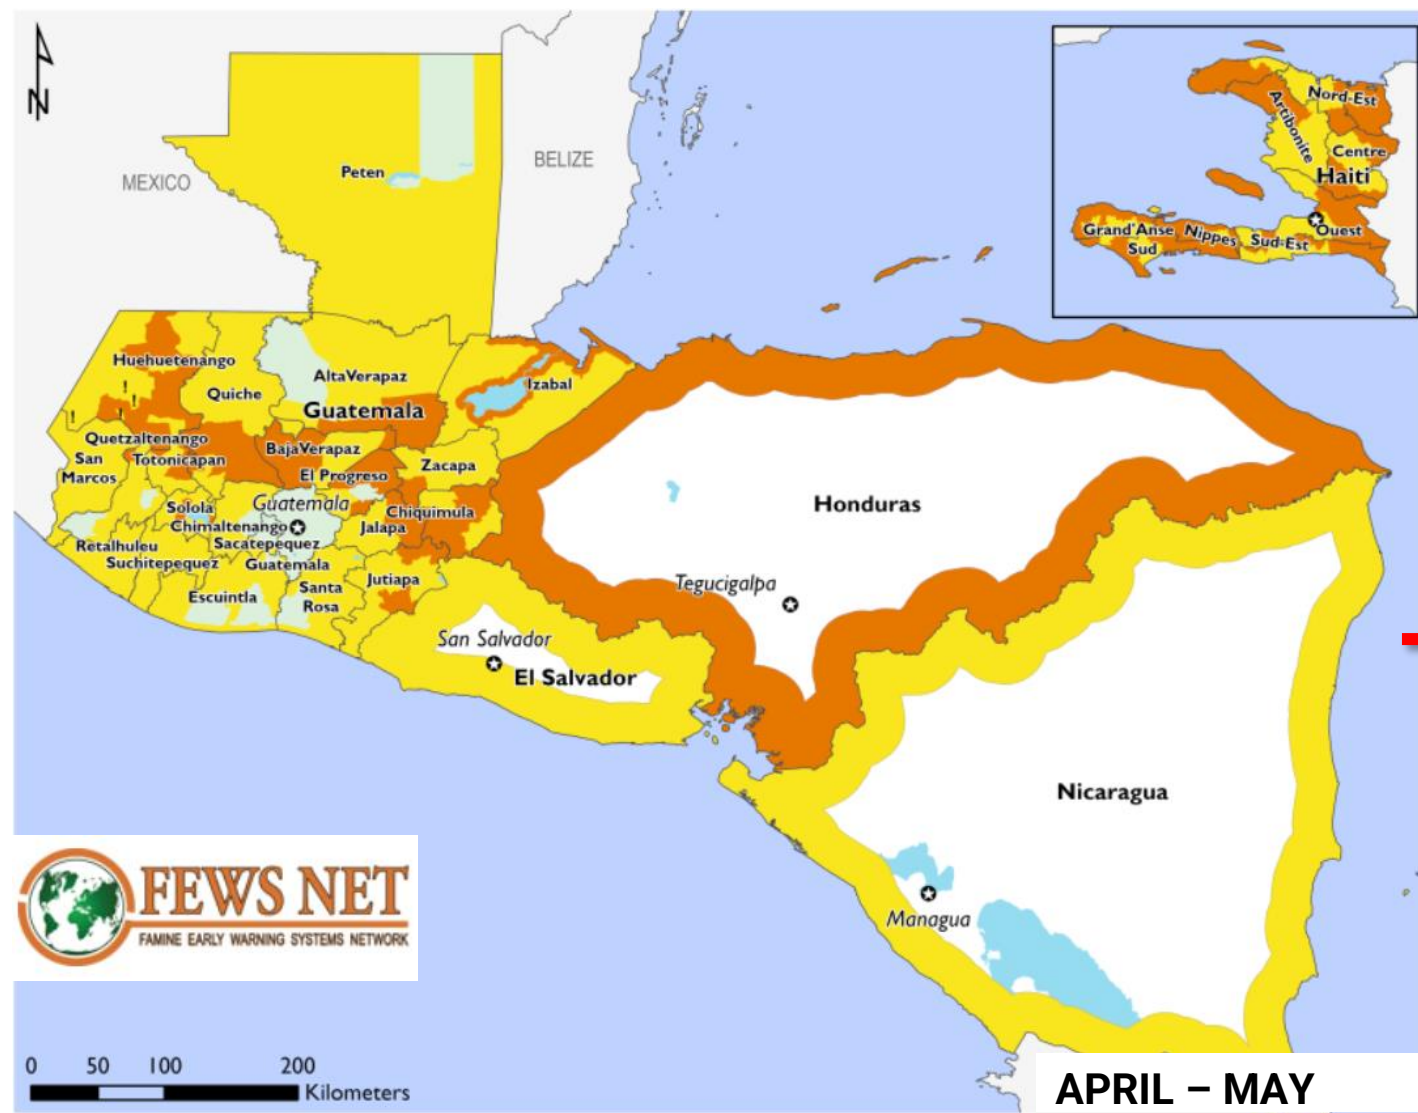 N
MEXICO
BELIZE
Peten
Nord-Est
Artibonite
Centre
Haiti
Grand'Anse
Nippes
Sud-Est
Ouest
Sud
Huehuetenango
AltaVerapaz
Izabal
Quiche
Guatemala
!
!
!
!
Quetzaltenango
BajaVerapaz
San
Marcos
Totonicapan
Zacapa
El Progreso
Guatemala
Solola
Chiquimula
Chimaltenango
Jalapa
Sacatepequez
Retalhuleu
Suchitepequez
Guatemala
Jutiapa
Santa
Rosa
Escuintla
Honduras
Tegucigalpa
San Salvador
El Salvador
Nicaragua
Managua
FEWS NET
FAMINE EARLY WARNING SYSTEMS NETWORK
0 50 100 200
Kilometers
APRIL – MAY